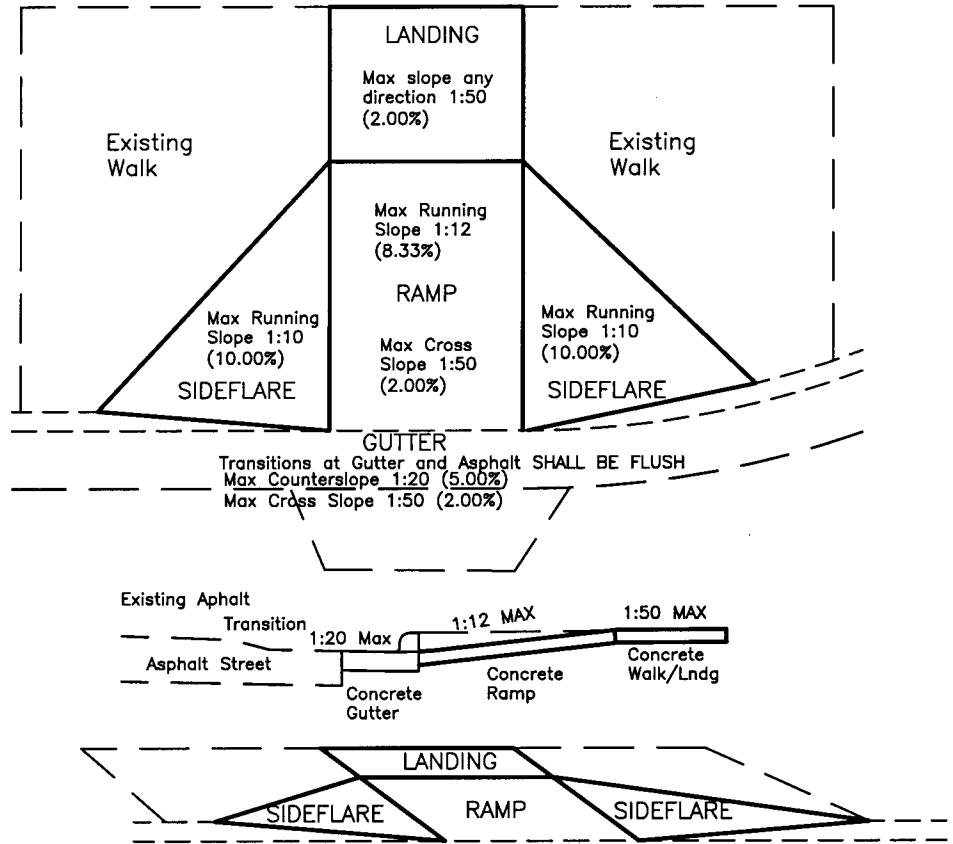 LANDING
Max slope any
direction 1:50
(2.00%)
Existing
Walk
Existing
Walk
Max Running
Slope 1:12
(8.33%)
RAMP
Max Cross
Slope 1:50
(2.00%)
Max Running
Slope 1:10
(10.00%)
SIDEFLARE
Max Running
Slope 1:10
(10.00%)
SIDEFLARE
GUTTER
Transitions at Gutter and Asphalt SHALL BE FLUSH
Max Counterslope 1:20 (5.00%)
Max Cross Slope 1:50 (2.00%)
Existing Aphalt
Transition
1:20 Max
1:12 MAX
1:50 MAX
Asphalt Street
Concrete
Gutter
Concrete
Ramp
Concrete
Walk/Lndg
LANDING
SIDEFLARE
RAMP
SIDEFLARE